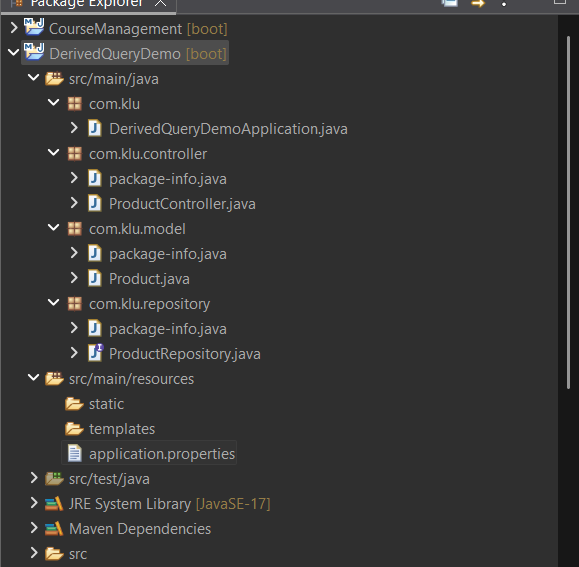 Package Explorer
CourseManagement [boot]
DerivedQueryDemo [boot]
src/main/java
com.klu
DerivedQueryDemoApplication.java
com.klu.controller
package-info.java
ProductController.java
com.klu.model
package-info.java
Product.java
com.klu.repository
package-info.java
ProductRepository.java
src/main/resources
static
templates
application.properties
src/test/java
JRE System Library [JavaSE-17]
Maven Dependencies
src